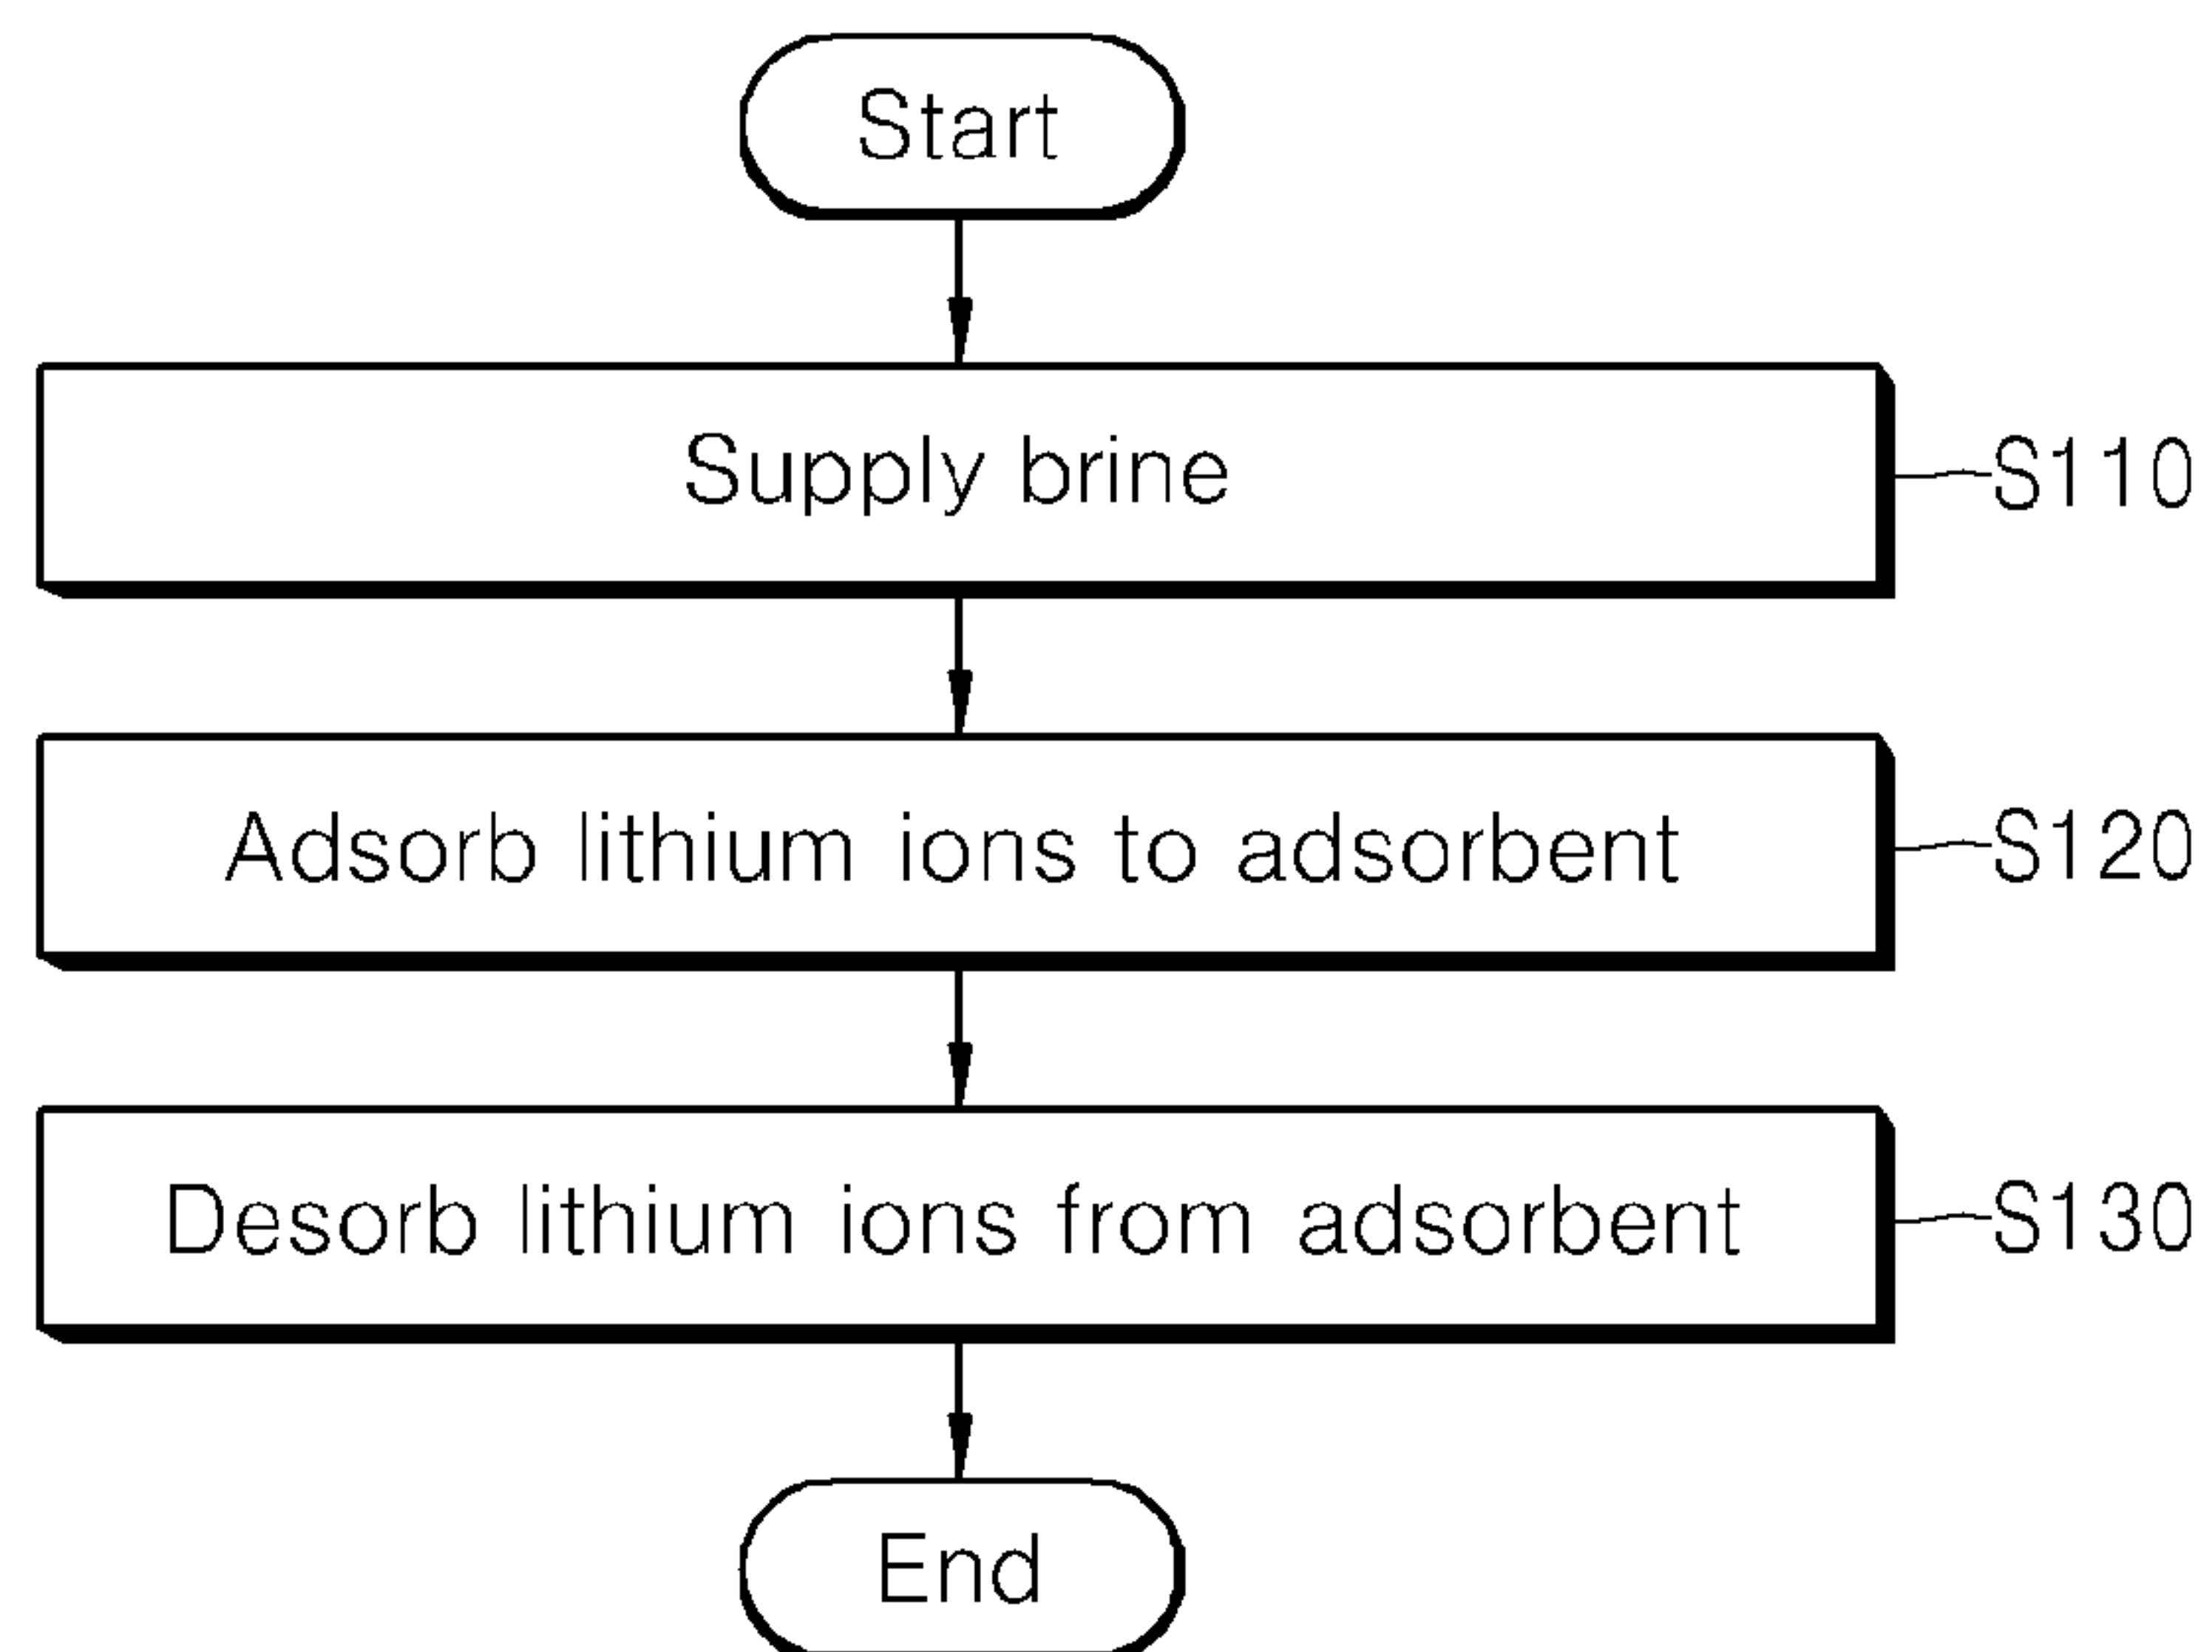 Start
Supply brine
S110
Adsorb lithium ions to adsorbent
S120
Desorb lithium ions from adsorbent
S130
End